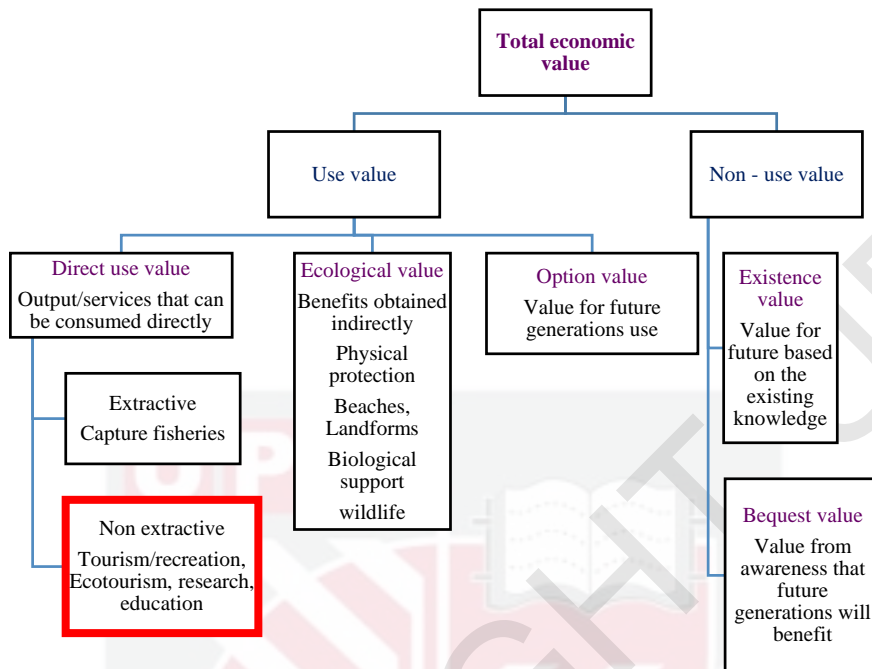 Total economic
value
Use value
Non - use value
Direct use value
Output/services that can
be consumed directly
Ecological value
Benefits obtained
indirectly
Physical
protection
Beaches,
Landforms
Biological
support
wildlife
Option value
Value for future
generations use
Existence
value
Value for
future based
on the
existing
knowledge
Extractive
Capture fisheries
Non extractive
Tourism/recreation,
Ecotourism, research,
education
Bequest value
Value from
awareness that
future
generations will
benefit